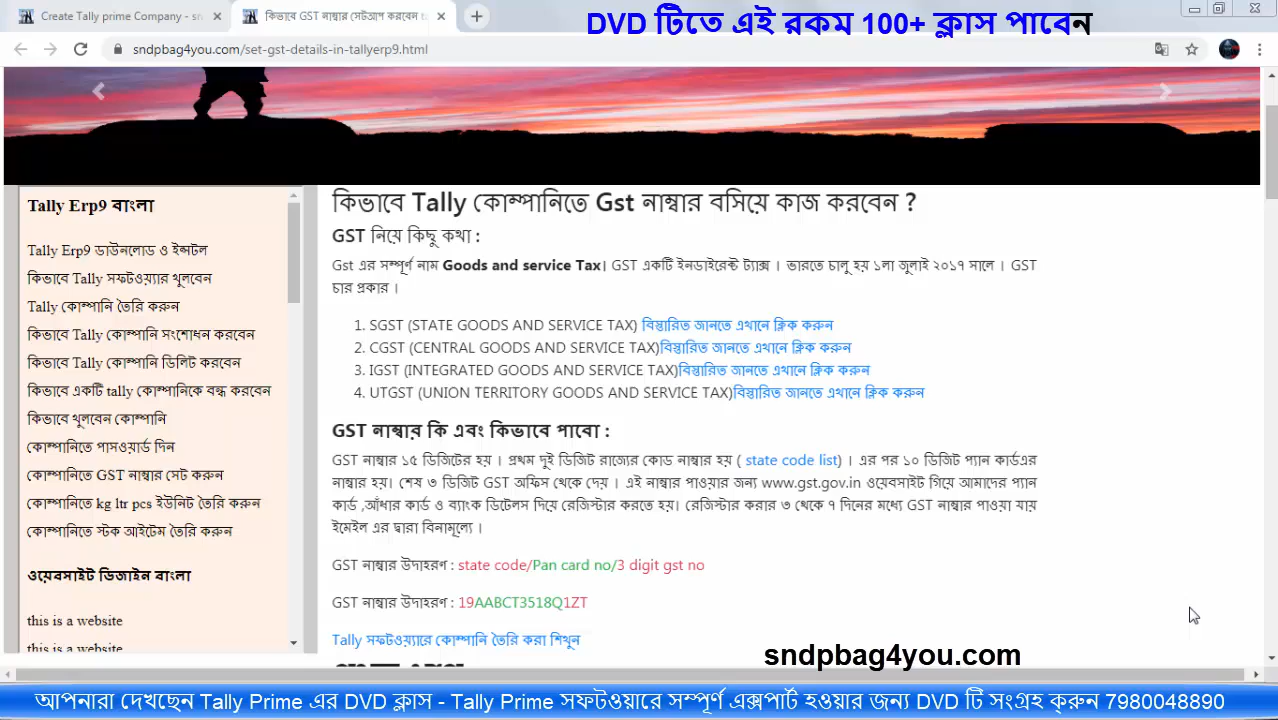 Create Tally prime Company - sn
কিভাবে GST নাম্বার সেটআপ করবেন t
DVD টিতে এই রকম 100+ ক্লাস পাবেন
sndpbag4you.com/set-gst-details-in-tallyerp9.html
Tally Erp9 বাংলা
Tally Erp9 ডাউনলোড ও ইন্সটল
কিভাবে Tally সফটওয়্যার খুলবেন
Tally কোম্পানি তৈরি করুন
কিভাবে Tally কোম্পানি সংশোধন করবেন
কিভাবে Tally কোম্পানি ডিলিট করবেন
কিভাবে একটি tally কোম্পানিকে বন্ধ করবেন
কিভাবে খুলবেন কোম্পানি
কোম্পানিতে পাসওয়ার্ড দিন
কোম্পানিতে GST নাম্বার সেট করুন
কোম্পানিতে kg ltr pcs ইউনিট তৈরি করুন
কোম্পানিতে স্টক আইটেম তৈরি করুন
ওয়েবসাইট ডিজাইন বাংলা
this is a website
this is a website
কিভাবে Tally কোম্পানিতে Gst নাম্বার বসিয়ে কাজ করবেন ?
GST নিয়ে কিছু কথা :
Gst এর সম্পূর্ণ নাম Goods and service Tax। GST একটি ইনডাইরেক্ট ট্যাক্স । ভারতে চালু হয় ১লা জুলাই ২০১৭ সালে । GST
চার প্রকার ।
1. SGST (STATE GOODS AND SERVICE TAX) বিস্তারিত জানতে এখানে ক্লিক করুন
2. CGST (CENTRAL GOODS AND SERVICE TAX)বিস্তারিত জানতে এখানে ক্লিক করুন
3. IGST (INTEGRATED GOODS AND SERVICE TAX)বিস্তারিত জানতে এখানে ক্লিক করুন
4. UTGST (UNION TERRITORY GOODS AND SERVICE TAX)বিস্তারিত জানতে এখানে ক্লিক করুন
GST নাম্বার কি এবং কিভাবে পাবো :
GST নাম্বার ১৫ ডিজিটের হয় । প্রথম দুই ডিজিট রাজ্যের কোড নাম্বার হয় ( state code list) । এর পর ১০ ডিজিট প্যান কার্ডএর
নাম্বার হয়। শেষ ৩ ডিজিট GST অফিস থেকে দেয় । এই নাম্বার পাওয়ার জন্য www.gst.gov.in ওয়েবসাইট গিয়ে আমাদের প্যান
কার্ড ,আঁধার কার্ড ও ব্যাংক ডিটেলস দিয়ে রেজিস্টার করতে হয়। রেজিস্টার করার ৩ থেকে ৭ দিনের মধ্যে GST নাম্বার পাওয়া যায়
ইমেইল এর দ্বারা বিনামূল্যে ।
GST নাম্বার উদাহরণ : state code/Pan card no/3 digit gst no
GST নাম্বার উদাহরণ : 19AABCT3518Q1ZT
Tally সফটওয়্যারে কোম্পানি তৈরি করা শিখুন
sndpbag4you.com
আপনারা দেখছেন Tally Prime এর DVD ক্লাস - Tally Prime সফটওয়ারে সম্পূর্ণ এক্সপার্ট হওয়ার জন্য DVD টি সংগ্রহ করুন 7980048890